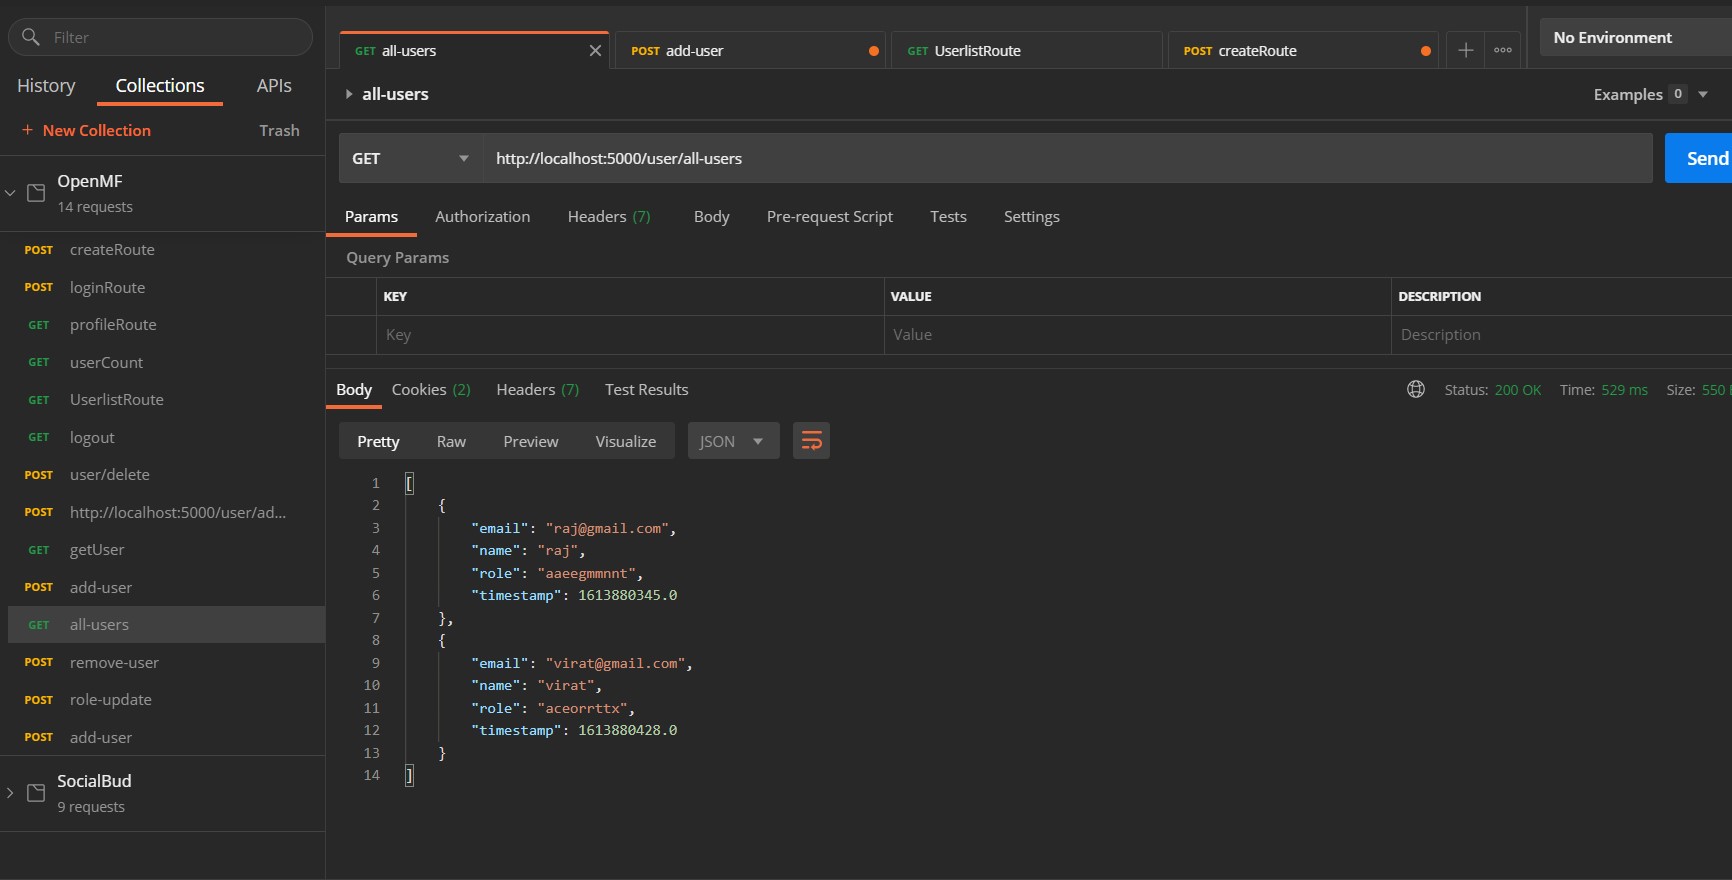 Filter
History Collections APIs
+ New Collection Trash
OpenMF
14 requests
POST createRoute
POST loginRoute
GET profileRoute
GET userCount
GET UserlistRoute
GET logout
POST user/delete
POST http://localhost:5000/user/ad...
GET getUser
POST add-user
GET all-users
POST remove-user
POST role-update
POST add-user
SocialBud
9 requests
GET all-users POST add-user GET UserlistRoute POST createRoute No Environment
all-users Examples 0
GET http://localhost:5000/user/all-users Send
Params Authorization Headers (7) Body Pre-request Script Tests Settings
Query Params
KEY VALUE DESCRIPTION
Key Value Description
Body Cookies (2) Headers (7) Test Results Status: 200 OK Time: 529 ms Size: 550
Pretty Raw Preview Visualize JSON
1 [
2 {
3 "email": "raj@gmail.com",
4 "name": "raj",
5 "role": "aaeegmmnnt",
6 "timestamp": 1613880345.0
7 },
8 {
9 "email": "virat@gmail.com",
10 "name": "virat",
11 "role": "aceorrttx",
12 "timestamp": 1613880428.0
13 }
14 ]